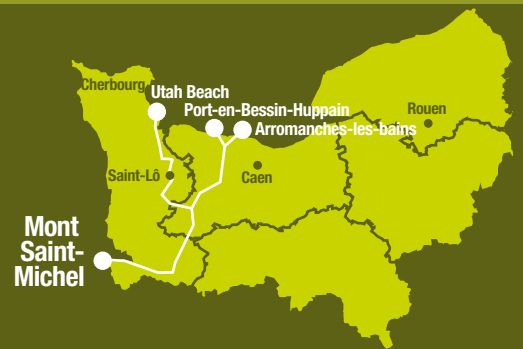 Cherbourg
Utah Beach
Port-en-Bessin-Huppain
Arromanches-les-bains
Rouen
Saint-Lô
Caen
Mont
Saint-
Michel